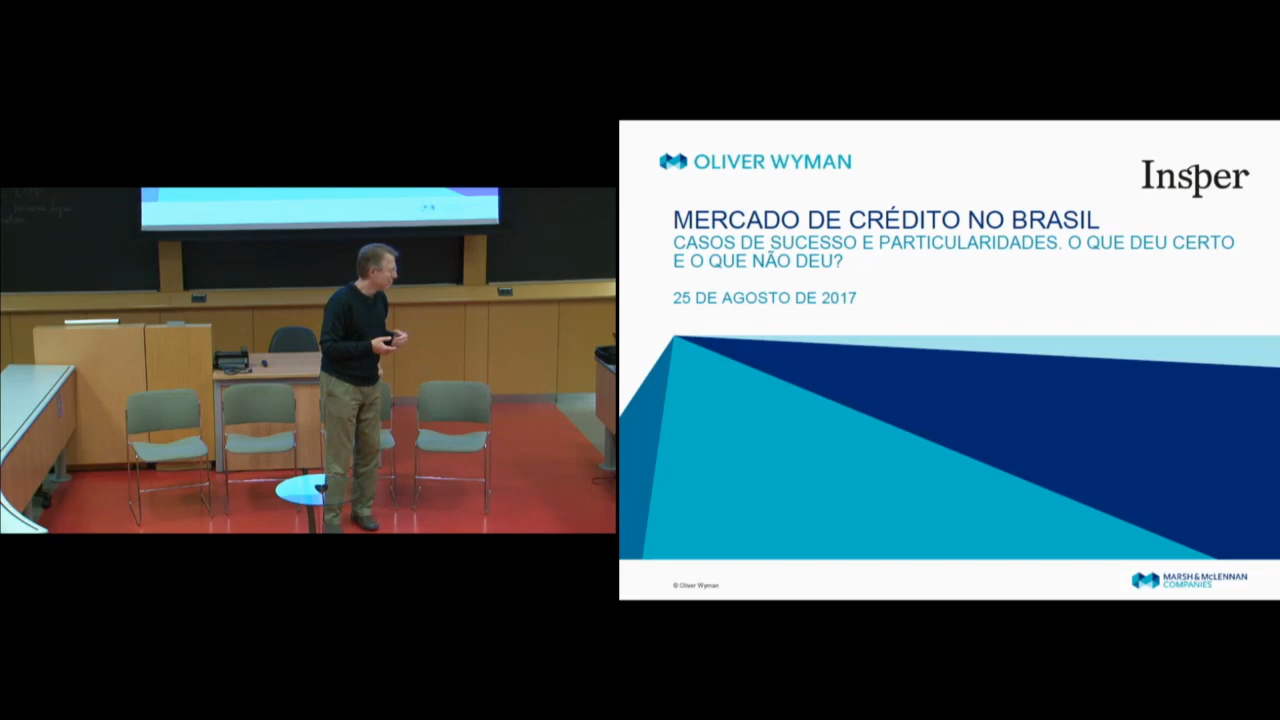 OLIVER WYMAN
Insper
MERCADO DE CRÉDITO NO BRASIL
CASOS DE SUCESSO E PARTICULARIDADES. O QUE DEU CERTO
E O QUE NÃO DEU?
25 DE AGOSTO DE 2017
© Oliver Wyman
MARSH & McLENNAN
COMPANIES